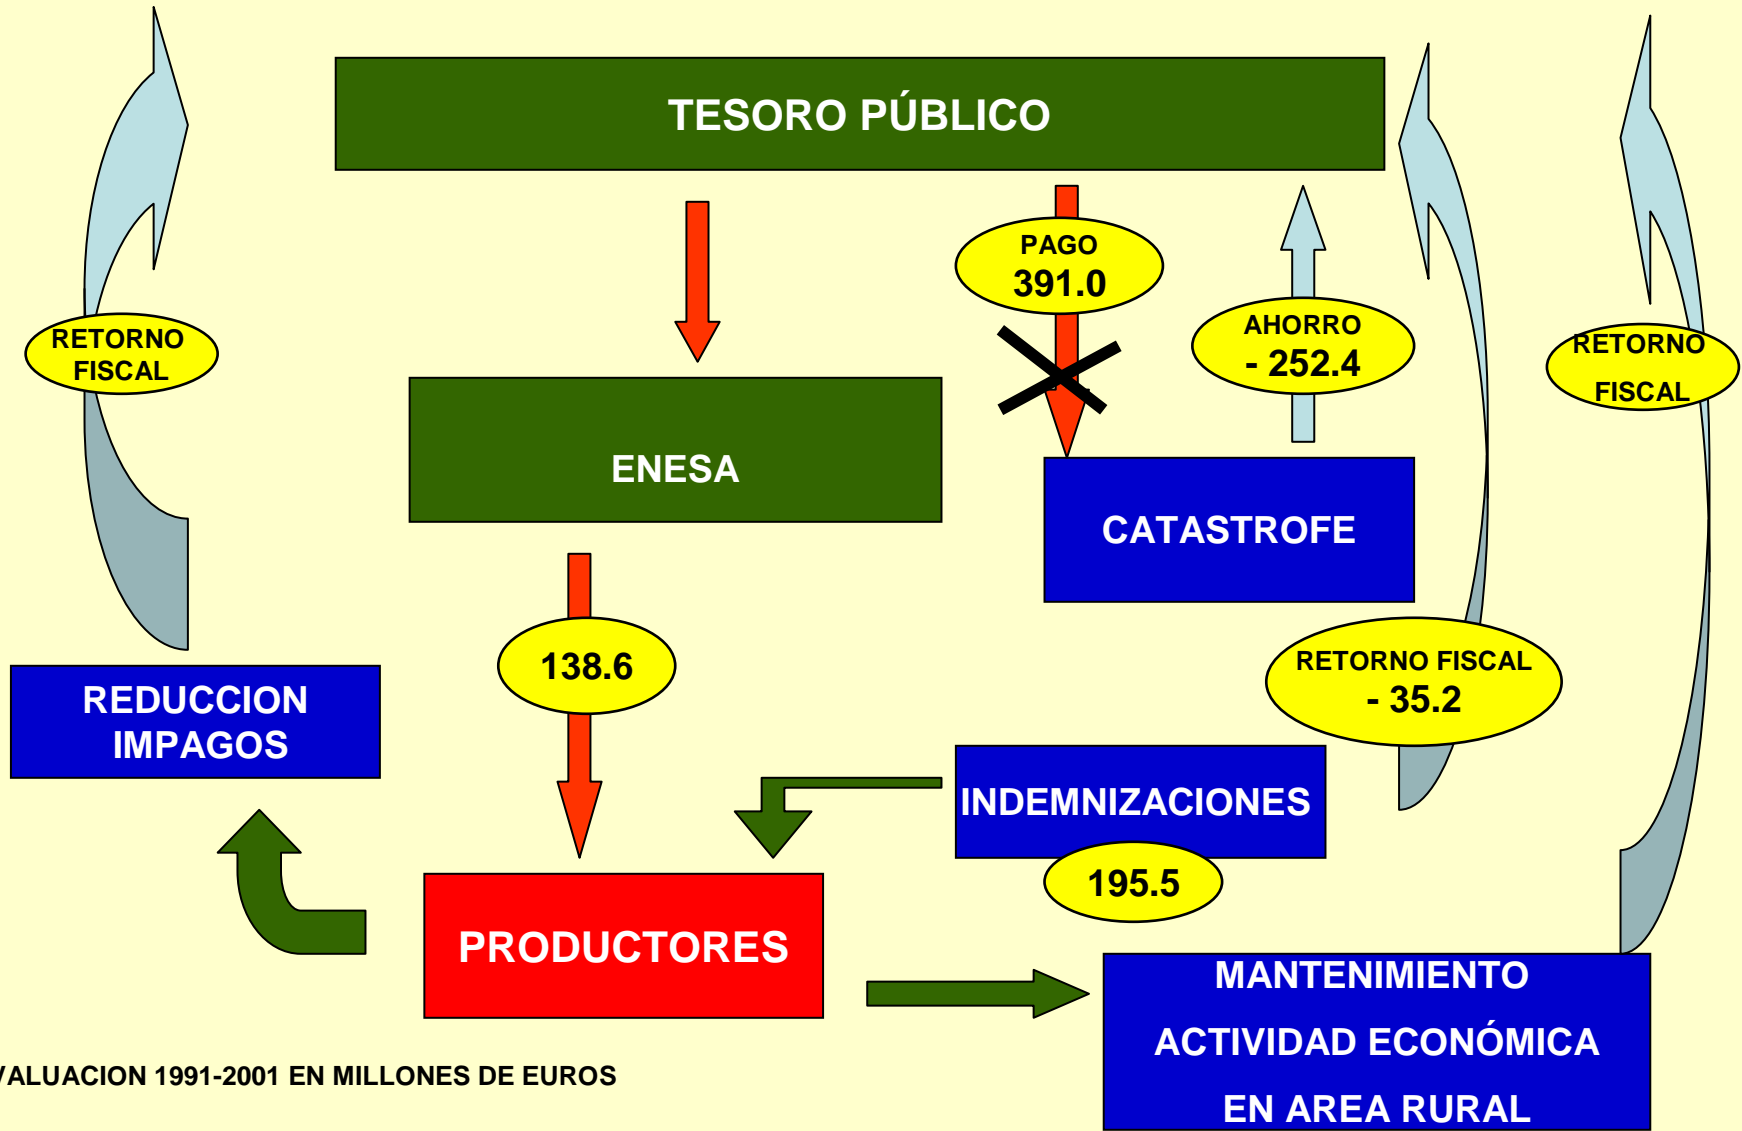 TESORO PÚBLICO
PAGO
391.0
AHORRO
- 252.4
RETORNO
FISCAL
RETORNO
FISCAL
ENESA
CATASTROFE
138.6
RETORNO FISCAL
- 35.2
REDUCCION
IMPAGOS
INDEMNIZACIONES
195.5
PRODUCTORES
MANTENIMIENTO
ACTIVIDAD ECONÓMICA
EN AREA RURAL
VALUACION 1991-2001 EN MILLONES DE EUROS